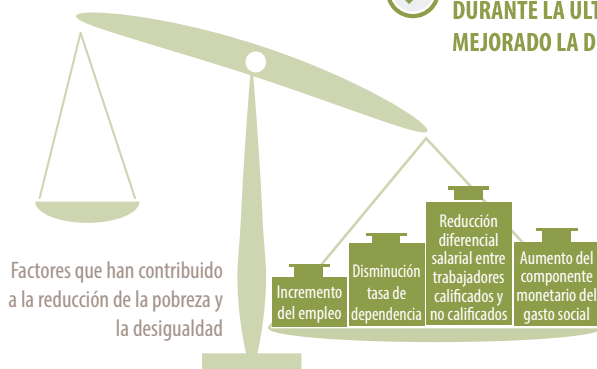 DURANTE LA ÚLT
MEJORADO LA D
Factores que han contribuido
a la reducción de la pobreza y
la desigualdad
Incremento
del empleo
Disminución
tasa de
dependencia
Reducción
diferencial
salarial entre
trabajadores
calificados y
no calificados
Aumento del
componente
monetario del
gasto social